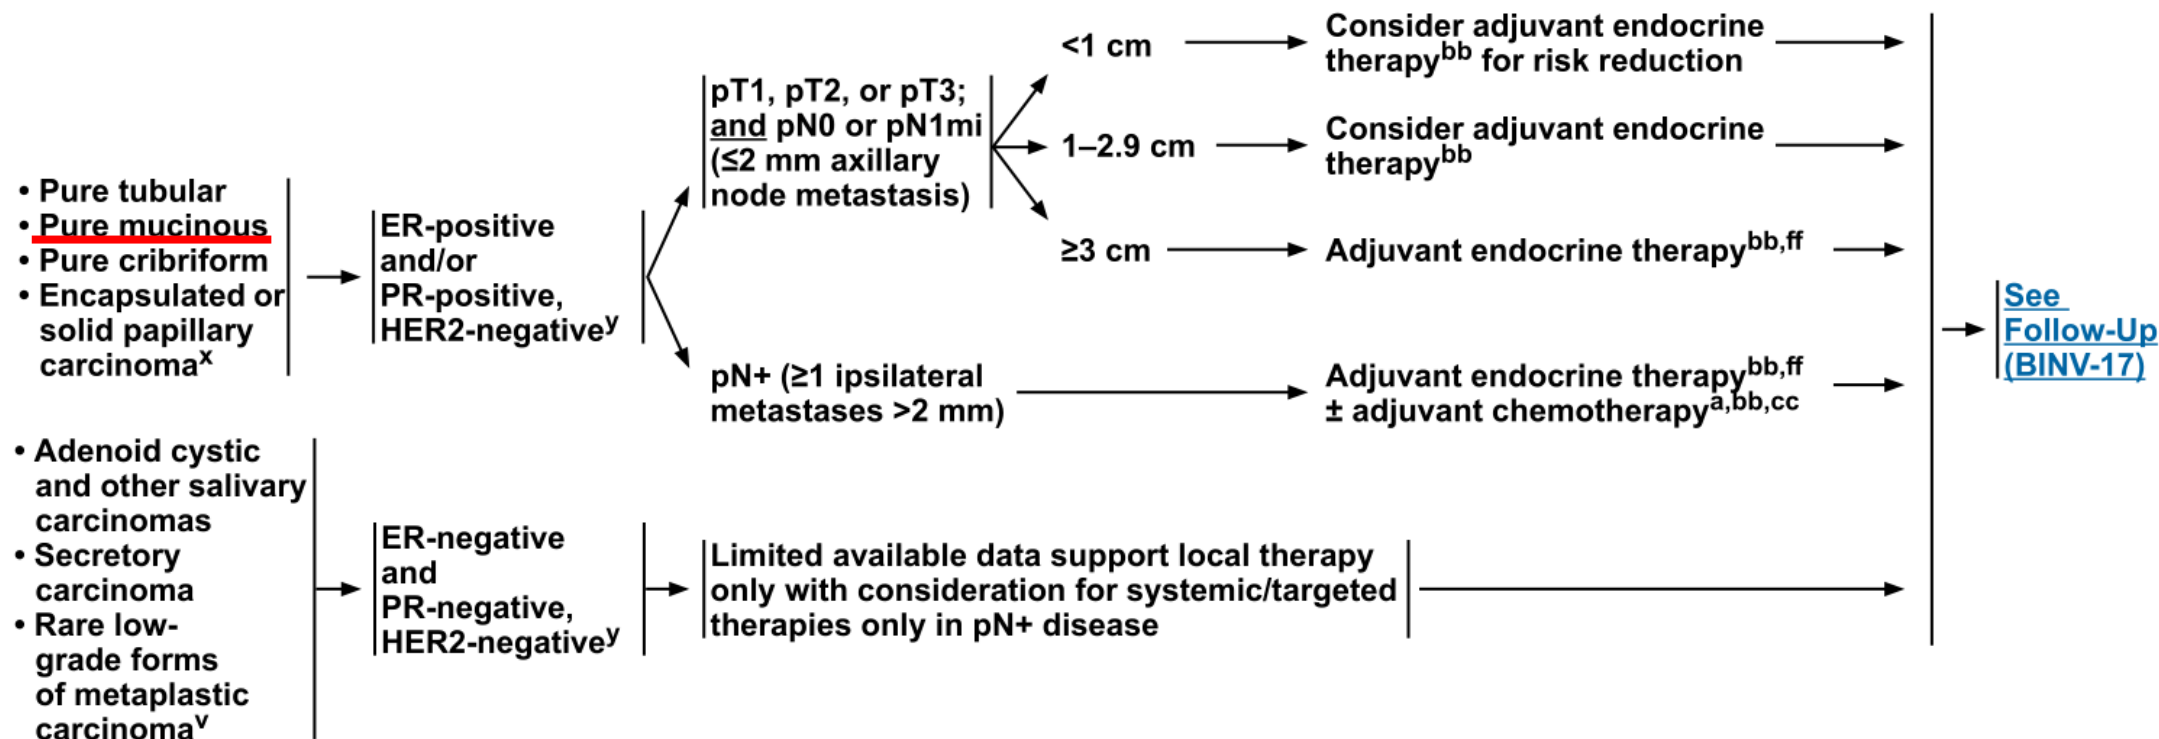 • Pure tubular
• Pure mucinous
• Pure cribriform
• Encapsulated or
solid papillary
carcinomax
ER-positive
and/or
PR-positive,
HER2-negativey
pT1, pT2, or pT3;
and pN0 or pN1mi
(≤2 mm axillary
node metastasis)
<1 cm
Consider adjuvant endocrine
therapybb for risk reduction
1–2.9 cm
Consider adjuvant endocrine
therapybb
≥3 cm
Adjuvant endocrine therapybb,ff
pN+ (≥1 ipsilateral
metastases >2 mm)
Adjuvant endocrine therapybb,ff
± adjuvant chemotherapya,bb,cc
• Adenoid cystic
and other salivary
carcinomas
• Secretory
carcinoma
• Rare low-
grade forms
of metaplastic
carcinomav
ER-negative
and
PR-negative,
HER2-negativey
Limited available data support local therapy
only with consideration for systemic/targeted
therapies only in pN+ disease
See
Follow-Up
(BINV-17)